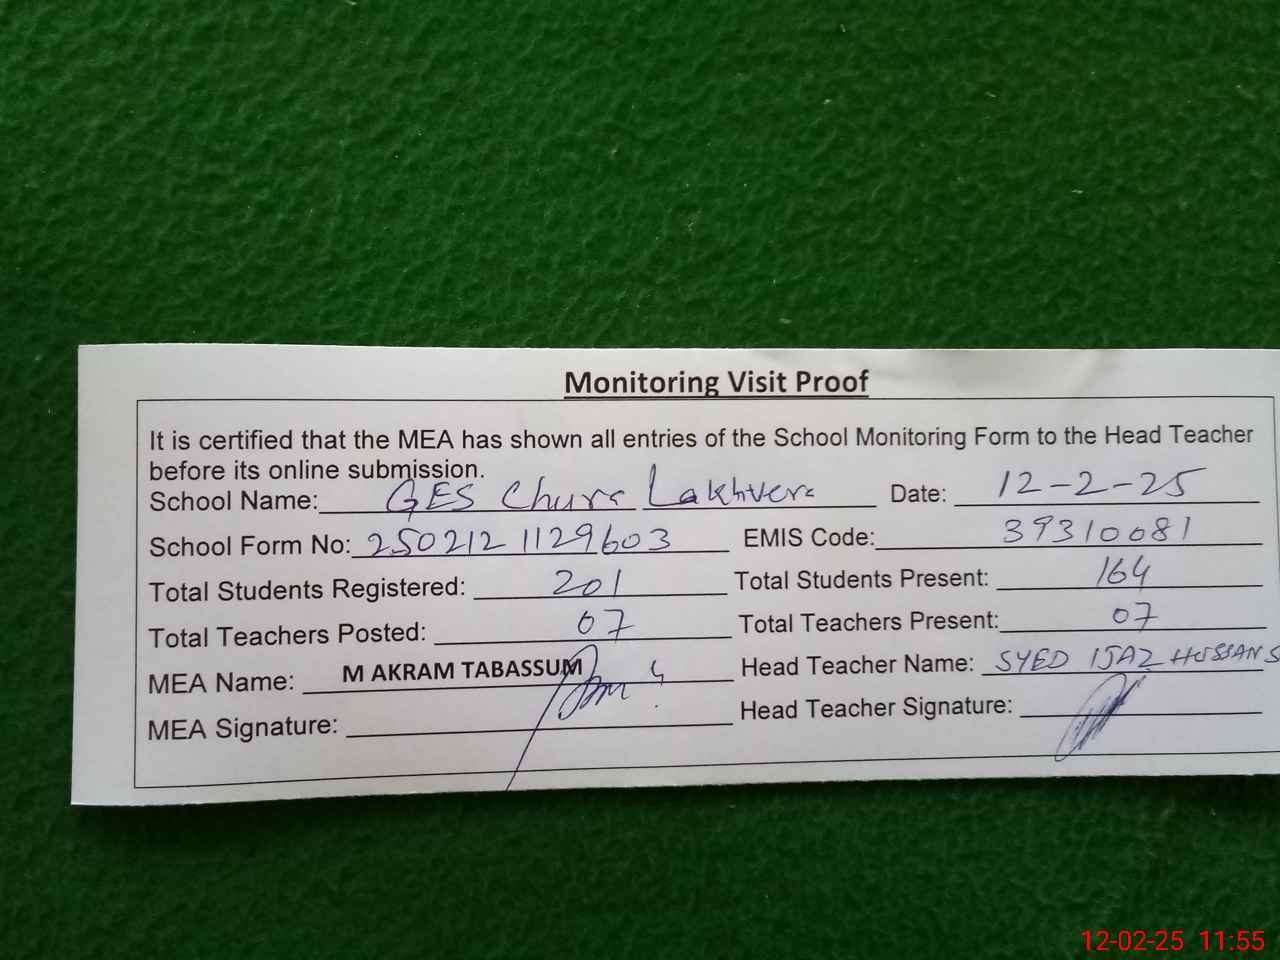 Monitoring Visit Proof
It is certified that the MEA has shown all entries of the School Monitoring Form to the Head Teacher
before its online submission.
School Name: GES Chura Lakhvera Date: 12-2-25
School Form No: 250212 1129603 EMIS Code: 39310081
Total Students Registered: 201 Total Students Present: 164
Total Teachers Posted: 07 Total Teachers Present: 07
MEA Name: M AKRAM TABASSUM Head Teacher Name: SYED IJAZ HUSSAN S
MEA Signature: Head Teacher Signature:
12-02-25 11:55